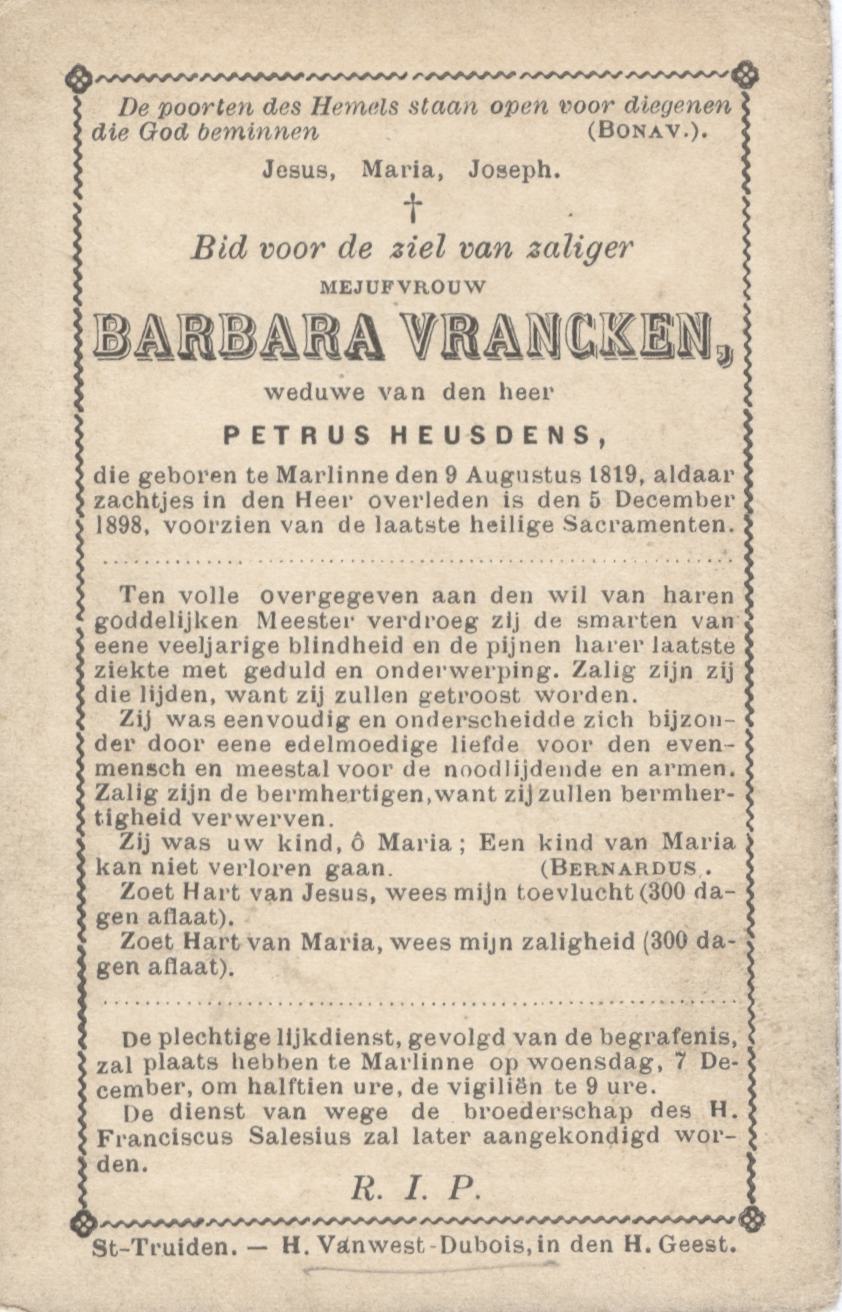 De poorten des Hemels staan open voor diegenen
die God beminnen (BONAV.).
Jesus, Maria, Joseph.
†
Bid voor de ziel van zaliger
MEJUFVROUW
BARBARA VRANCKEN,
weduwe van den heer
PETRUS HEUSDENS,
die geboren te Marlinne den 9 Augustus 1819, aldaar
zachtjes in den Heer overleden is den 5 December
1898, voorzien van de laatste heilige Sacramenten.
Ten volle overgegeven aan den wil van haren
goddelijken Meester verdroeg zij de smarten van
eene veeljarige blindheid en de pijnen harer laatste
ziekte met geduld en onderwerping. Zalig zijn zij
die lijden, want zij zullen getroost worden.
Zij was eenvoudig en onderscheidde zich bijzon-
der door eene edelmoedige liefde voor den even-
mensch en meestal voor de noodlijdende en armen.
Zalig zijn de bermhertigen, want zij zullen bermher-
tigheid verwerven.
Zij was uw kind, ô Maria ; Een kind van Maria
kan niet verloren gaan. (BERNARDUS.
Zoet Hart van Jesus, wees mijn toevlucht (300 da-
gen aflaat).
Zoet Hart van Maria, wees mijn zaligheid (300 da-
gen aflaat).
De plechtige lijkdienst, gevolgd van de begrafenis,
zal plaats hebben te Marlinne op woensdag, 7 De-
cember, om halftien ure, de vigiliën te 9 ure.
De dienst van wege de broederschap des H.
Franciscus Salesius zal later aangekondigd wor-
den.
R. I. P.
St-Truiden. — H. Vanwest-Dubois, in den H. Geest.